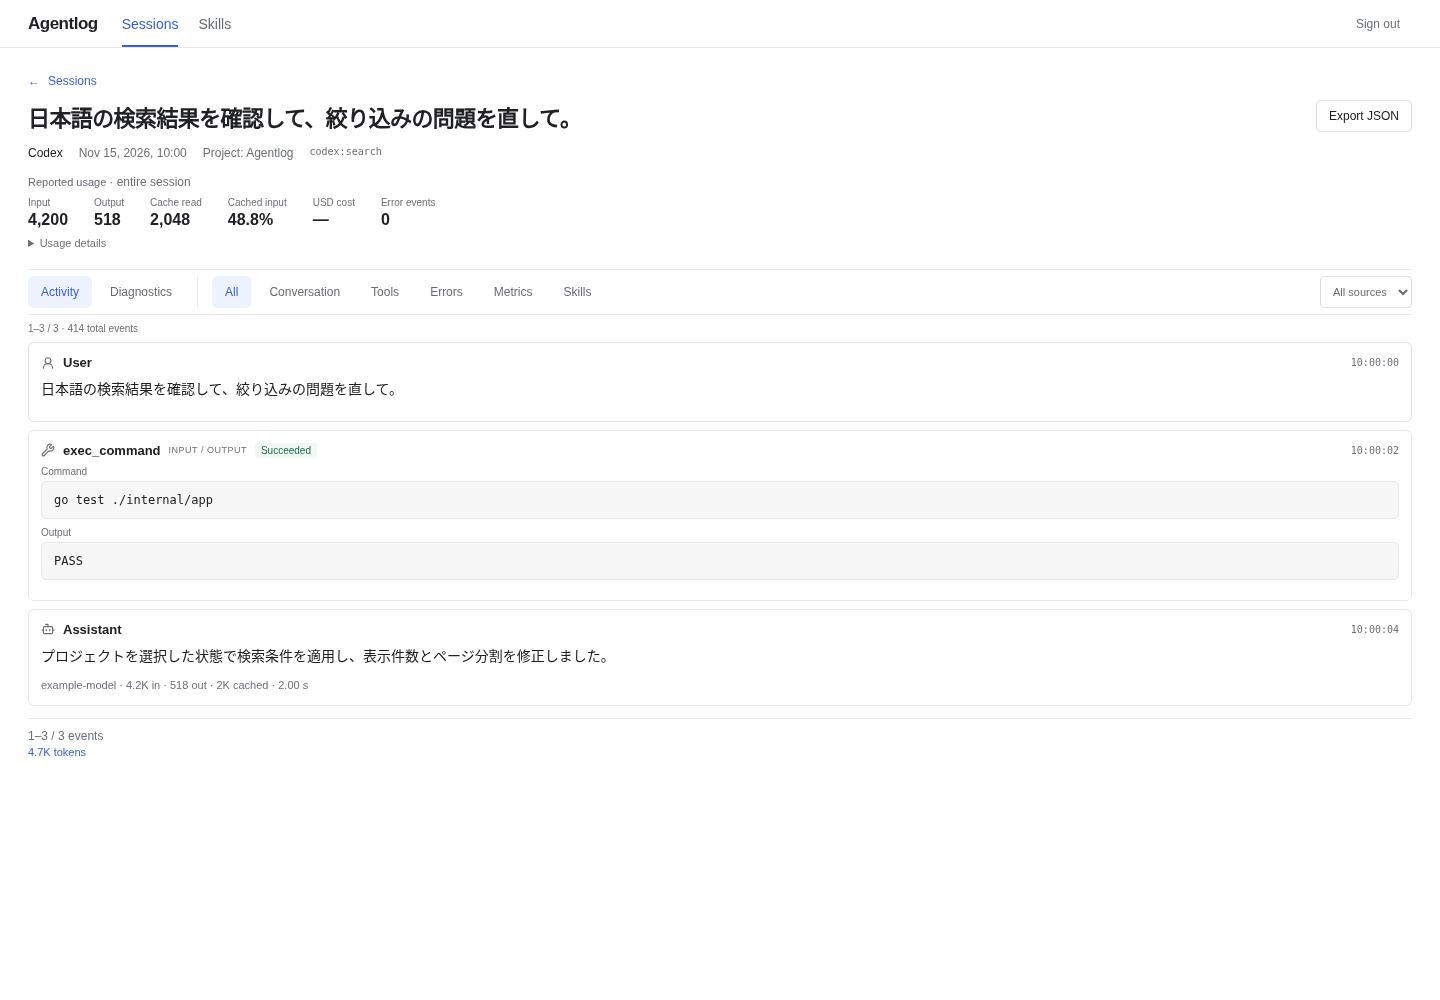 Agentlog Sessions Skills Sign out
← Sessions
日本語の検索結果を確認して、絞り込みの問題を直して。 Export JSON
Codex Nov 15, 2026, 10:00 Project: Agentlog codex:search
Reported usage · entire session
Input Output Cache read Cached input USD cost Error events
4,200 518 2,048 48.8% — 0
▶ Usage details
Activity Diagnostics All Conversation Tools Errors Metrics Skills All sources
1–3 / 3 · 414 total events
User 10:00:00
日本語の検索結果を確認して、絞り込みの問題を直して。
exec_command INPUT / OUTPUT Succeeded 10:00:02
Command
go test ./internal/app
Output
PASS
Assistant 10:00:04
プロジェクトを選択した状態で検索条件を適用し、表示件数とページ分割を修正しました。
example-model · 4.2K in · 518 out · 2K cached · 2.00 s
1–3 / 3 events
4.7K tokens